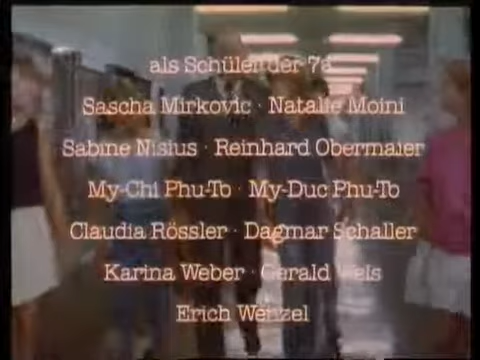 als Schüler der 7a
Sascha Mirkovic · Natalie Moini
Sabine Nisius · Reinhard Obermaier
My-Chi Phu-To · My-Duc Phu-To
Claudia Rössler · Dagmar Schaller
Karina Weber · Gerald
Erich Wenzel